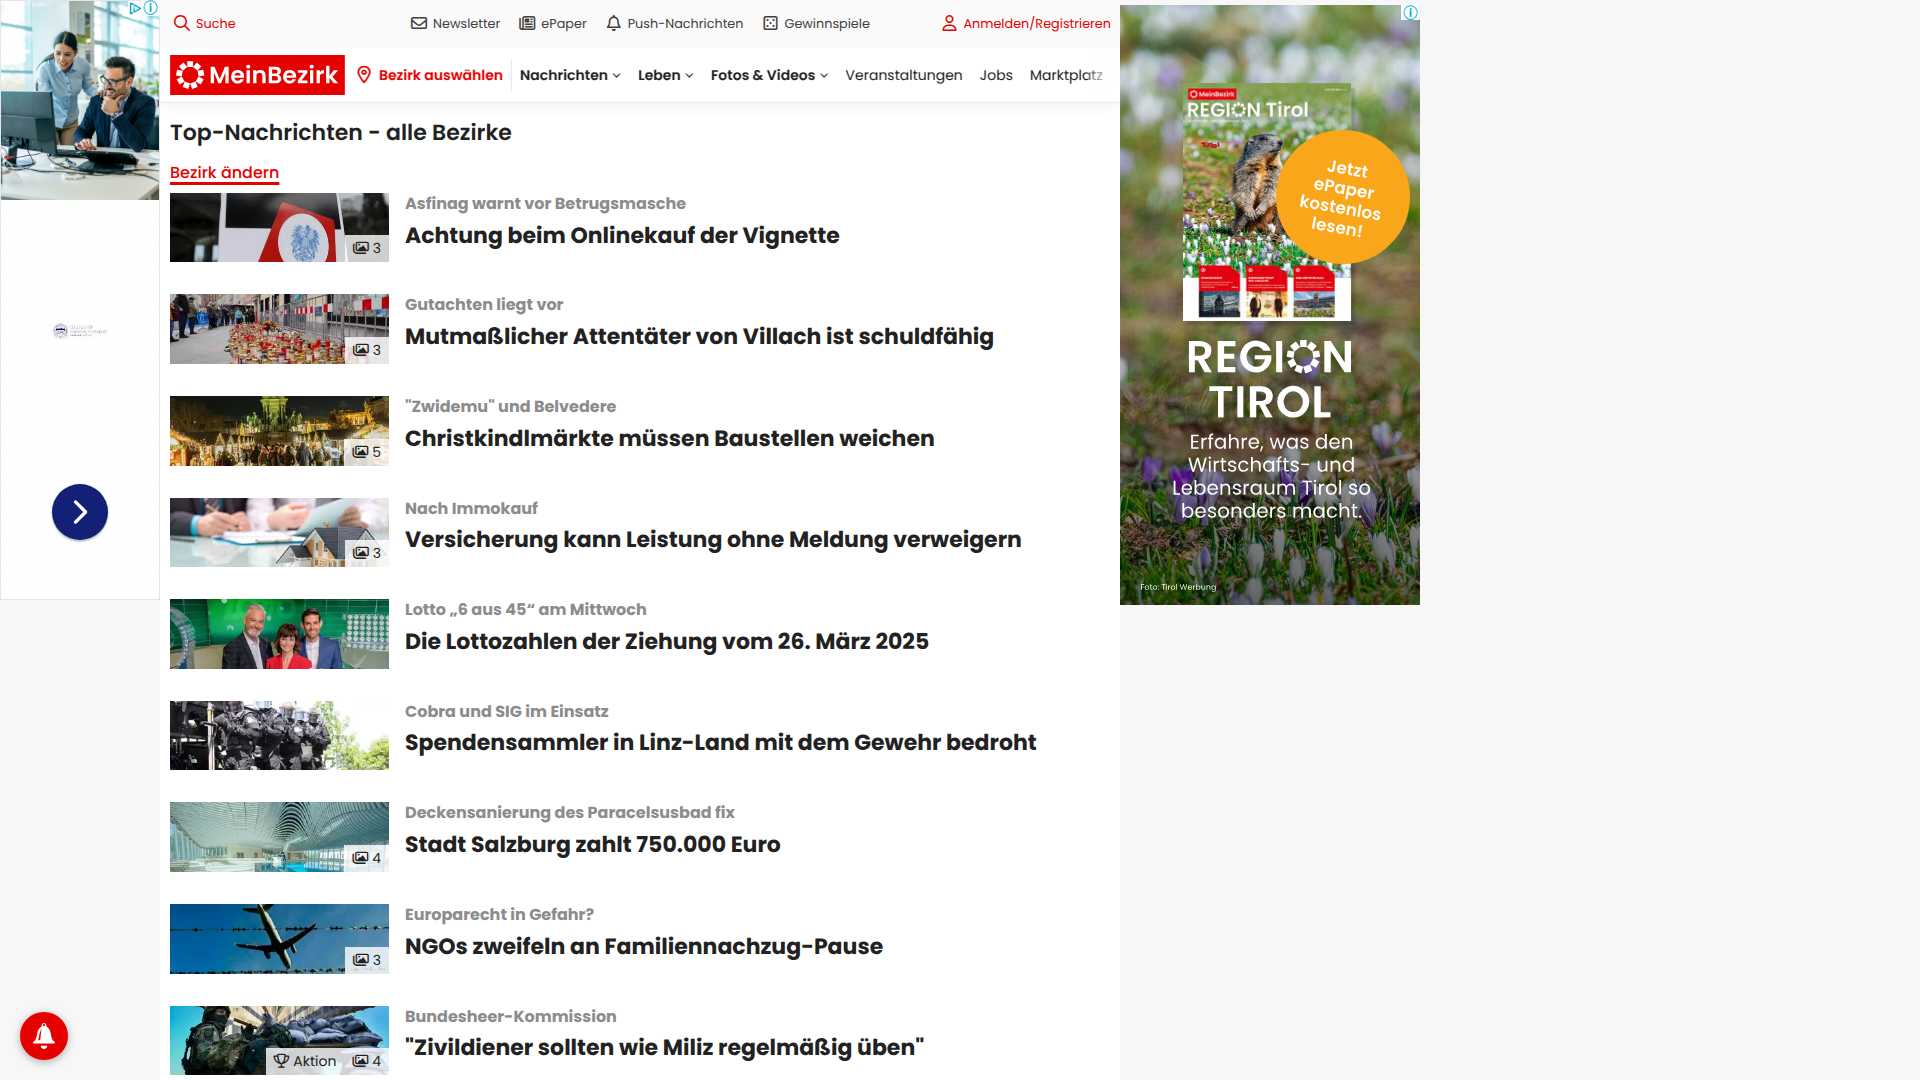 Suche
Newsletter
ePaper
Push-Nachrichten
Gewinnspiele
Anmelden/Registrieren
MeinBezirk
Bezirk auswählen
Nachrichten
Leben
Fotos & Videos
Veranstaltungen
Jobs
Marktplatz
Top-Nachrichten - alle Bezirke
Bezirk ändern
3
Asfinag warnt vor Betrugsmasche
Achtung beim Onlinekauf der Vignette
3
Gutachten liegt vor
Mutmaßlicher Attentäter von Villach ist schuldfähig
5
"Zwidemu" und Belvedere
Christkindlmärkte müssen Baustellen weichen
3
Nach Immokauf
Versicherung kann Leistung ohne Meldung verweigern
Lotto „6 aus 45“ am Mittwoch
Die Lottozahlen der Ziehung vom 26. März 2025
Cobra und SIG im Einsatz
Spendensammler in Linz-Land mit dem Gewehr bedroht
4
Deckensanierung des Paracelsusbad fix
Stadt Salzburg zahlt 750.000 Euro
3
Europarecht in Gefahr?
NGOs zweifeln an Familiennachzug-Pause
Aktion 4
Bundesheer-Kommission
"Zivildiener sollten wie Miliz regelmäßig üben"
MeinBezirk
REGION Tirol
Jetzt
ePaper
kostenlos
lesen!
REGION
TIROL
Erfahre, was den
Wirtschafts- und
Lebensraum Tirol so
besonders macht.
Foto: Tirol Werbung